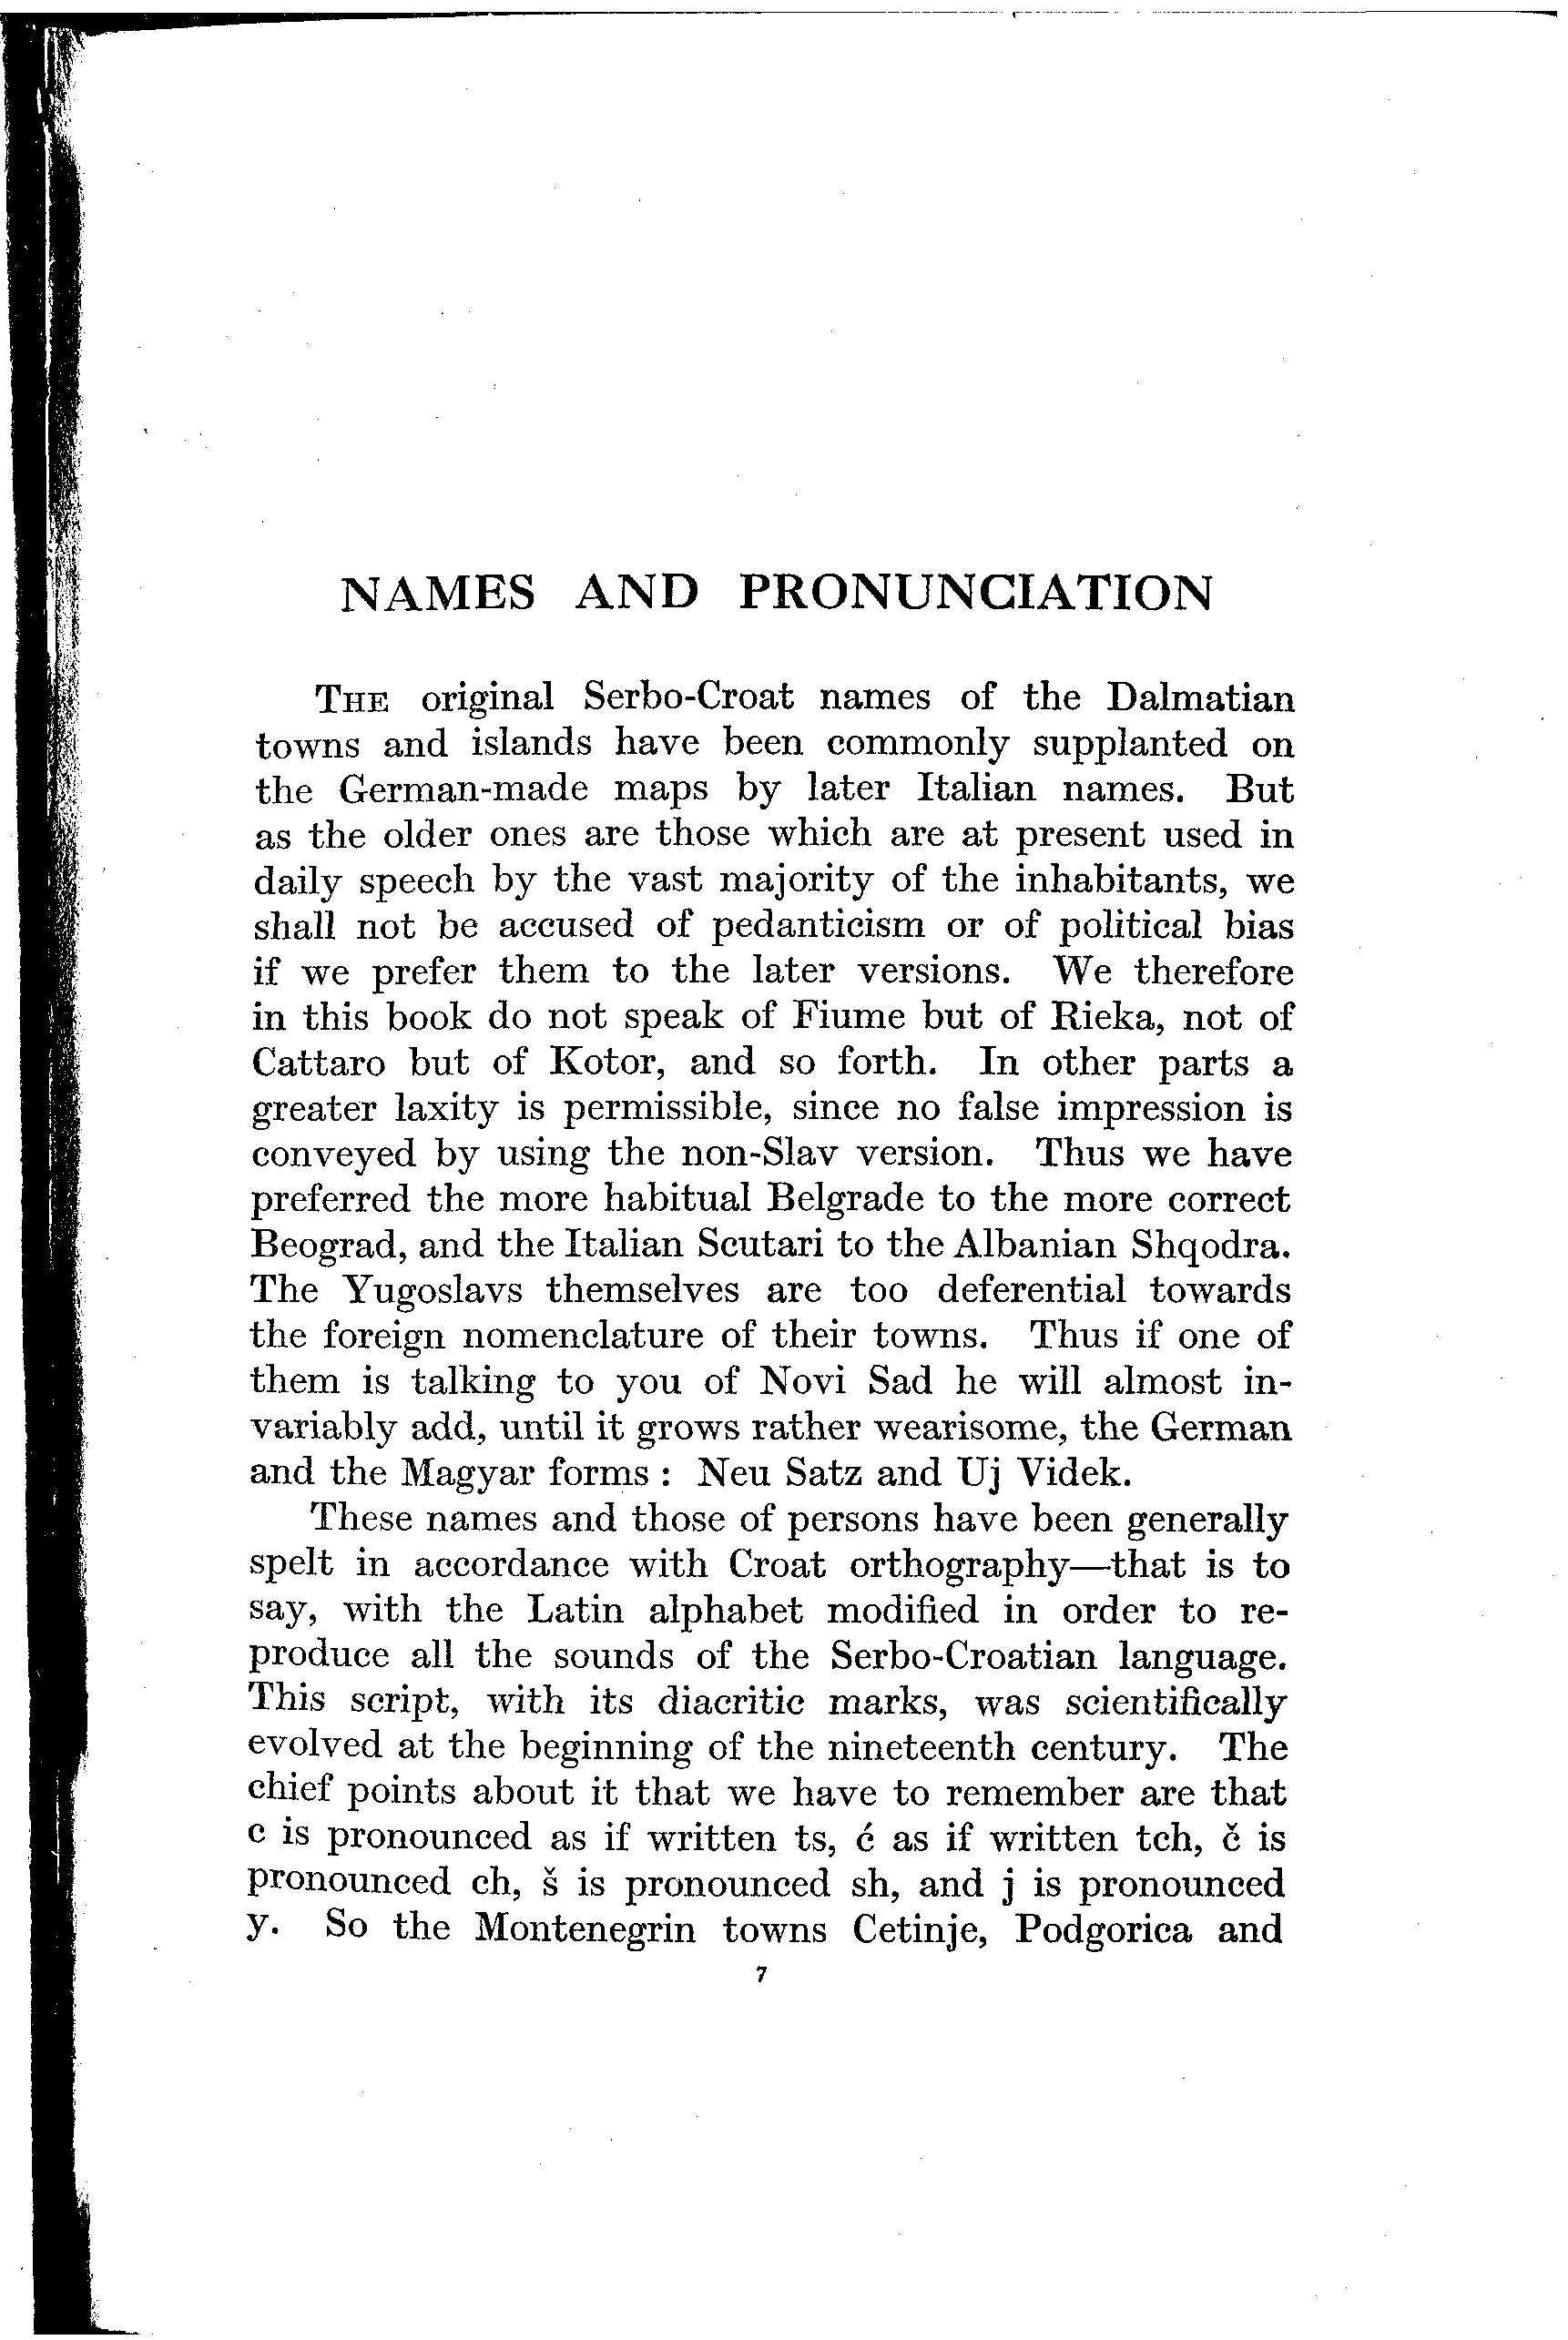 NAMES AND PRONUNCIATION
THE original Serbo-Croat names of the Dalmatian
towns and islands have been commonly supplanted on
the German-made maps by later Italian names. But
as the older ones are those which are at present used in
daily speech by the vast majority of the inhabitants, we
shall not be accused of pedanticism or of political bias
if we prefer them to the later versions. We therefore
in this book do not speak of Fiume but of Rieka, not of
Cattaro but of Kotor, and so forth. In other parts a
greater laxity is permissible, since no false impression is
conveyed by using the non-Slav version. Thus we have
preferred the more habitual Belgrade to the more correct
Beograd, and the Italian Scutari to the Albanian Shqodra.
The Yugoslavs themselves are too deferential towards
the foreign nomenclature of their towns. Thus if one of
them is talking to you of Novi Sad he will almost in-
variably add, until it grows rather wearisome, the German
and the Magyar forms : Neu Satz and Uj Videk.
These names and those of persons have been generally
spelt in accordance with Croat orthography—that is to
say, with the Latin alphabet modified in order to re-
produce all the sounds of the Serbo-Croatian language.
This script, with its diacritic marks, was scientifically
evolved at the beginning of the nineteenth century. The
chief points about it that we have to remember are that
c is pronounced as if written ts, ć as if written tch, č is
pronounced ch, š is pronounced sh, and j is pronounced
y. So the Montenegrin towns Cetinje, Podgorica and
7